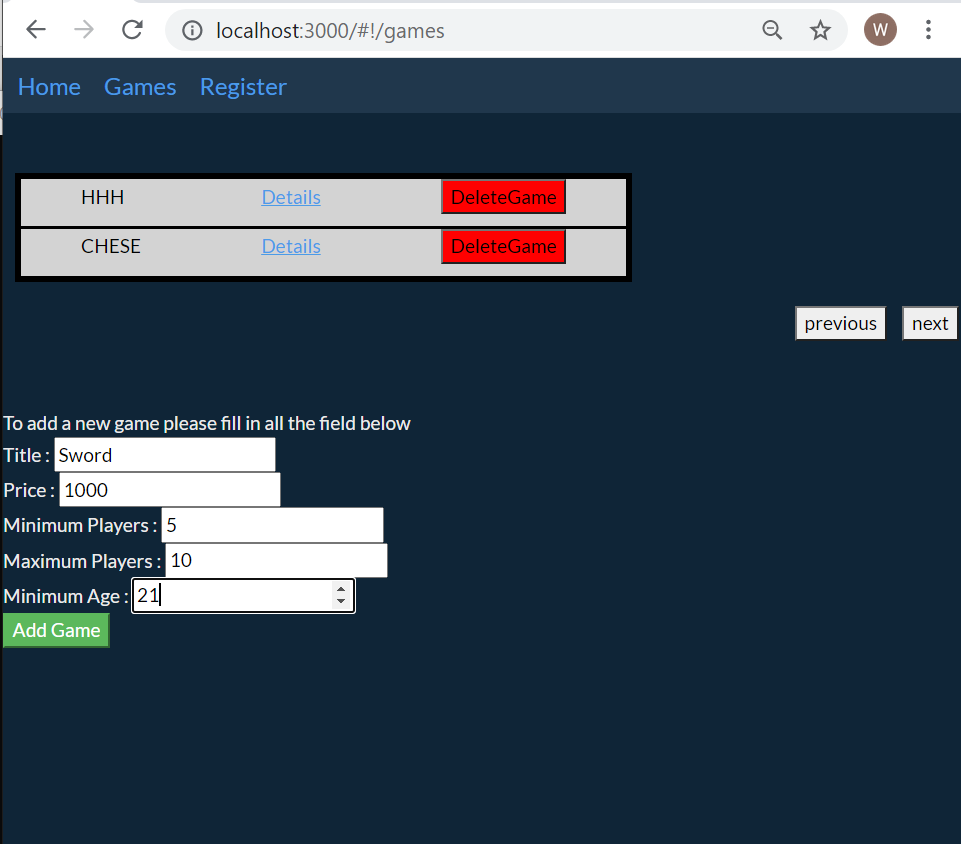 localhost:3000/#!/games
W
Home Games Register
HHH Details DeleteGame
CHESE Details DeleteGame
previous next
To add a new game please fill in all the field below
Title : Sword
Price : 1000
Minimum Players : 5
Maximum Players : 10
Minimum Age : 21
Add Game